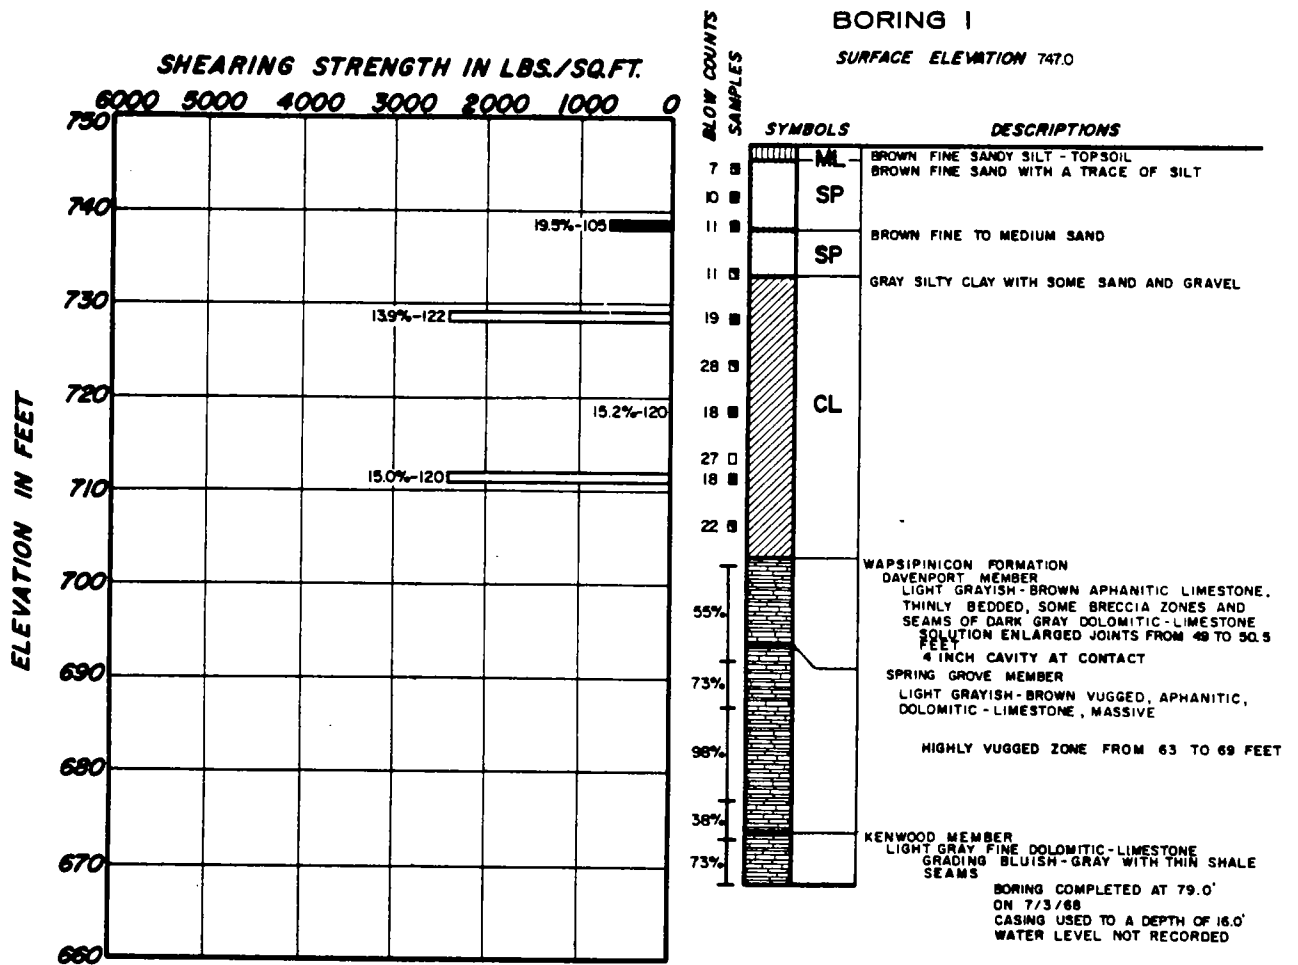 BORING 1
SURFACE ELEVATION 747.0
SHEARING STRENGTH IN LBS./SQ.FT.
6000 5000 4000 3000 2000 1000 0
BLOW COUNTS
SAMPLES
SYMBOLS
DESCRIPTIONS
ELEVATION IN FEET
750
740
730
720
710
700
690
680
670
660
19.5%-105
13.9%-122
15.2%-120
15.0%-120
7
10
11
11
19
28
18
27
18
22
55%
73%
98%
38%
73%
ML
SP
SP
CL
BROWN FINE SANDY SILT - TOPSOIL
BROWN FINE SAND WITH A TRACE OF SILT
BROWN FINE TO MEDIUM SAND
GRAY SILTY CLAY WITH SOME SAND AND GRAVEL
WAPSIPINICON FORMATION
DAVENPORT MEMBER
LIGHT GRAYISH-BROWN APHANITIC LIMESTONE,
THINLY BEDDED, SOME BRECCIA ZONES AND
SEAMS OF DARK GRAY DOLOMITIC-LIMESTONE
SOLUTION ENLARGED JOINTS FROM 49 TO 50.5
FEET
4 INCH CAVITY AT CONTACT
SPRING GROVE MEMBER
LIGHT GRAYISH-BROWN VUGGED, APHANITIC,
DOLOMITIC-LIMESTONE, MASSIVE
HIGHLY VUGGED ZONE FROM 63 TO 69 FEET
KENWOOD MEMBER
LIGHT GRAY FINE DOLOMITIC-LIMESTONE
GRADING BLUISH-GRAY WITH THIN SHALE
SEAMS
BORING COMPLETED AT 79.0'
ON 7/3/68
CASING USED TO A DEPTH OF 16.0'
WATER LEVEL NOT RECORDED